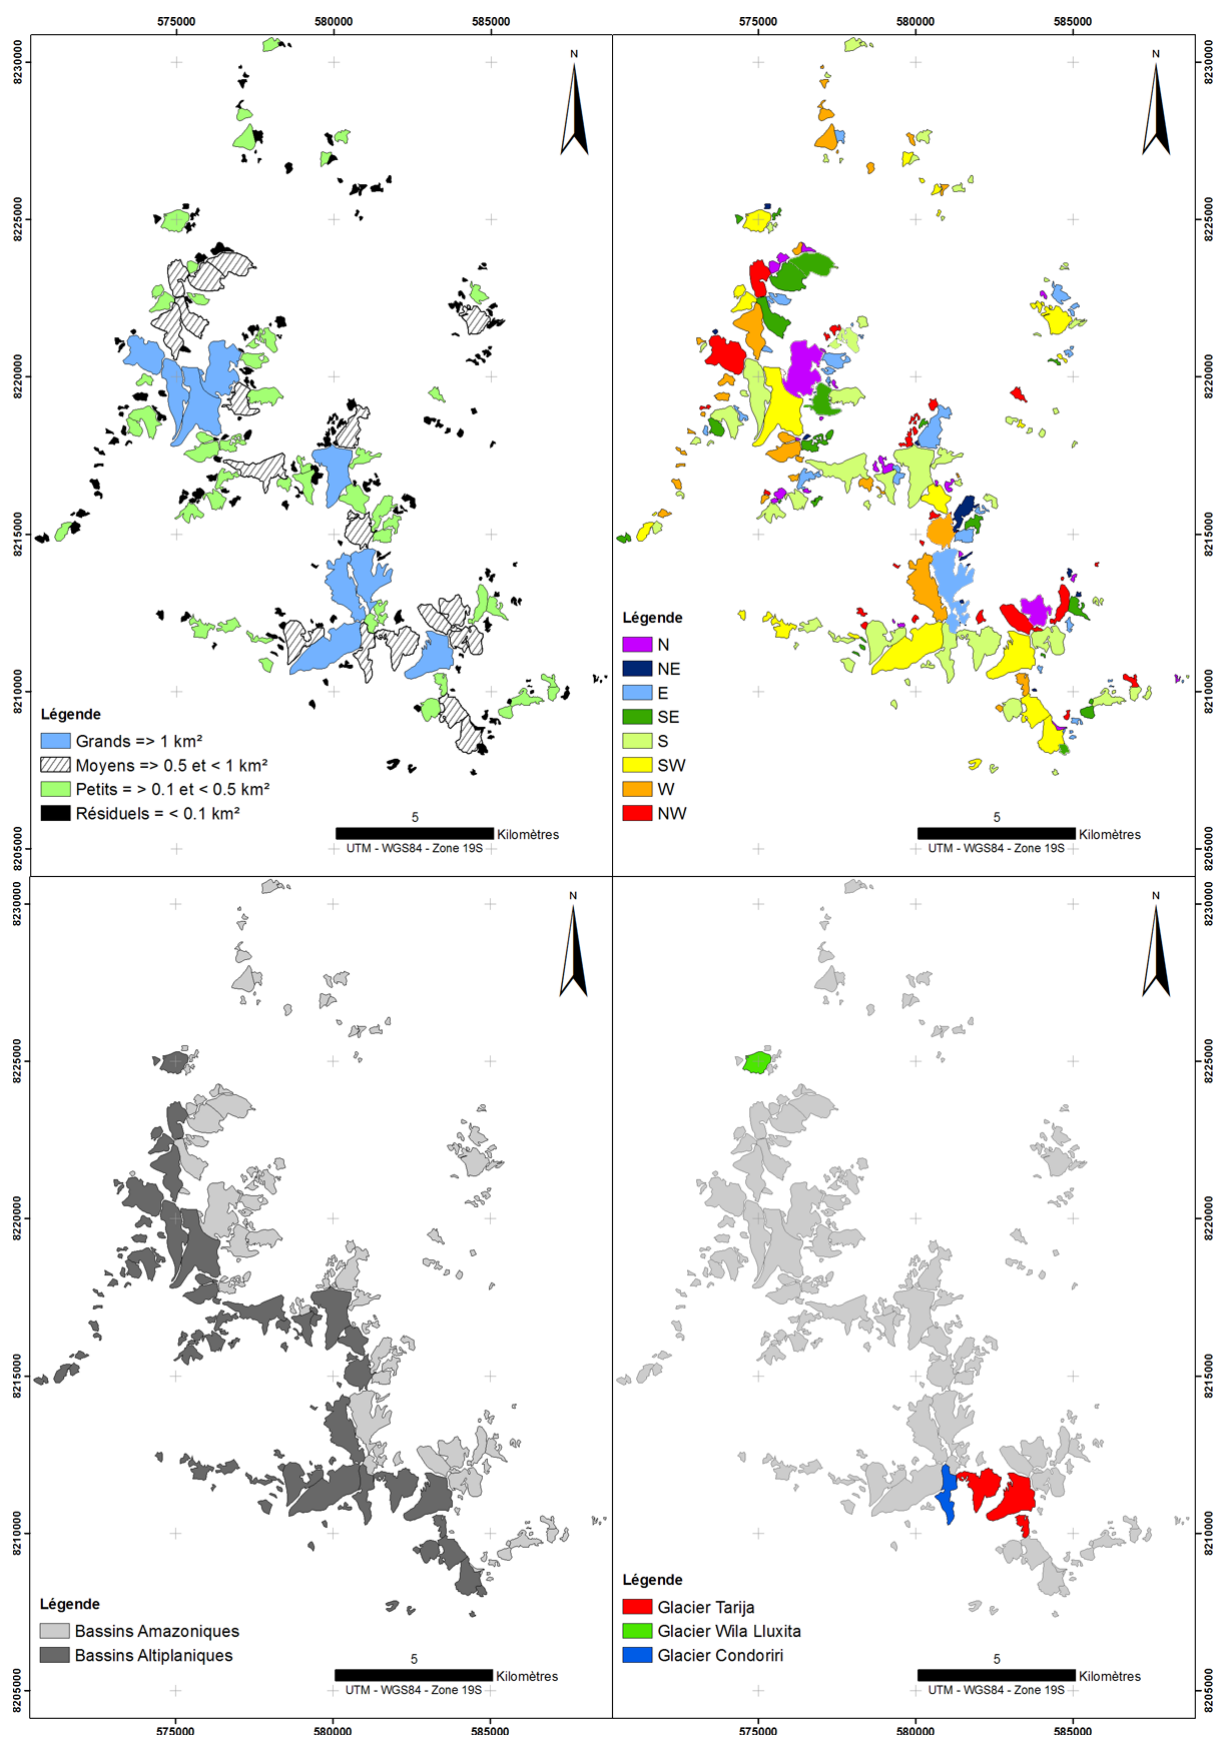 575000 580000 585000 575000 580000 585000
8230000
8225000
8220000
8215000
8210000
8205000
N
Légende
Grands => 1 km²
Moyens => 0.5 et < 1 km²
Petits = > 0.1 et < 0.5 km²
Résiduels = < 0.1 km²
5
Kilomètres
UTM - WGS84 - Zone 19S
N
Légende
N
NE
E
SE
S
SW
W
NW
5
Kilomètres
UTM - WGS84 - Zone 19S
8230000
8225000
8220000
8215000
8210000
8205000
8230000
8225000
8220000
8215000
8210000
8205000
N
Légende
Bassins Amazoniques
Bassins Altiplaniques
5
Kilomètres
UTM - WGS84 - Zone 19S
N
Légende
Glacier Tarija
Glacier Wila Lluxita
Glacier Condoriri
5
Kilomètres
UTM - WGS84 - Zone 19S
8230000
8225000
8220000
8215000
8210000
8205000
575000 580000 585000 575000 580000 585000